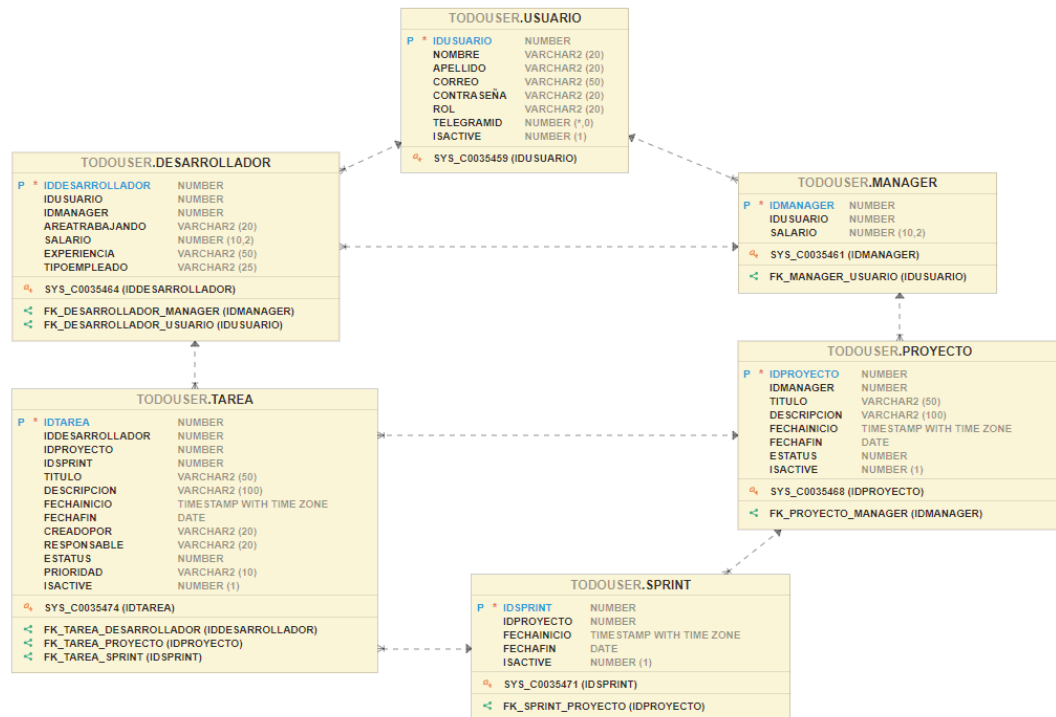 TODOUSER.USUARIO
P * IDUSUARIO NUMBER
NOMBRE VARCHAR2 (20)
APELLIDO VARCHAR2 (20)
CORREO VARCHAR2 (50)
CONTRASEÑA VARCHAR2 (20)
ROL VARCHAR2 (20)
TELEGRAMID NUMBER (*,0)
ISACTIVE NUMBER (1)
SYS_C0035459 (IDUSUARIO)
TODOUSER.DESARROLLADOR
P * IDDESARROLLADOR NUMBER
IDUSUARIO NUMBER
IDMANAGER NUMBER
AREATRABAJANDO VARCHAR2 (20)
SALARIO NUMBER (10,2)
EXPERIENCIA VARCHAR2 (50)
TIPOEMPLEADO VARCHAR2 (25)
SYS_C0035464 (IDDESARROLLADOR)
FK_DESARROLLADOR_MANAGER (IDMANAGER)
FK_DESARROLLADOR_USUARIO (IDUSUARIO)
TODOUSER.MANAGER
P * IDMANAGER NUMBER
IDUSUARIO NUMBER
SALARIO NUMBER (10,2)
SYS_C0035461 (IDMANAGER)
FK_MANAGER_USUARIO (IDUSUARIO)
TODOUSER.PROYECTO
P * IDPROYECTO NUMBER
IDMANAGER NUMBER
TITULO VARCHAR2 (50)
DESCRIPCION VARCHAR2 (100)
FECHAINICIO TIMESTAMP WITH TIME ZONE
FECHAFIN DATE
ESTATUS NUMBER
ISACTIVE NUMBER (1)
SYS_C0035468 (IDPROYECTO)
FK_PROYECTO_MANAGER (IDMANAGER)
TODOUSER.TAREA
P * IDTAREA NUMBER
IDDESARROLLADOR NUMBER
IDPROYECTO NUMBER
IDSPRINT NUMBER
TITULO VARCHAR2 (50)
DESCRIPCION VARCHAR2 (100)
FECHAINICIO TIMESTAMP WITH TIME ZONE
FECHAFIN DATE
CREADOPOR VARCHAR2 (20)
RESPONSABLE VARCHAR2 (20)
ESTATUS NUMBER
PRIORIDAD VARCHAR2 (10)
ISACTIVE NUMBER (1)
SYS_C0035474 (IDTAREA)
FK_TAREA_DESARROLLADOR (IDDESARROLLADOR)
FK_TAREA_PROYECTO (IDPROYECTO)
FK_TAREA_SPRINT (IDSPRINT)
TODOUSER.SPRINT
P * IDSPRINT NUMBER
IDPROYECTO NUMBER
FECHAINICIO TIMESTAMP WITH TIME ZONE
FECHAFIN DATE
ISACTIVE NUMBER (1)
SYS_C0035471 (IDSPRINT)
FK_SPRINT_PROYECTO (IDPROYECTO)